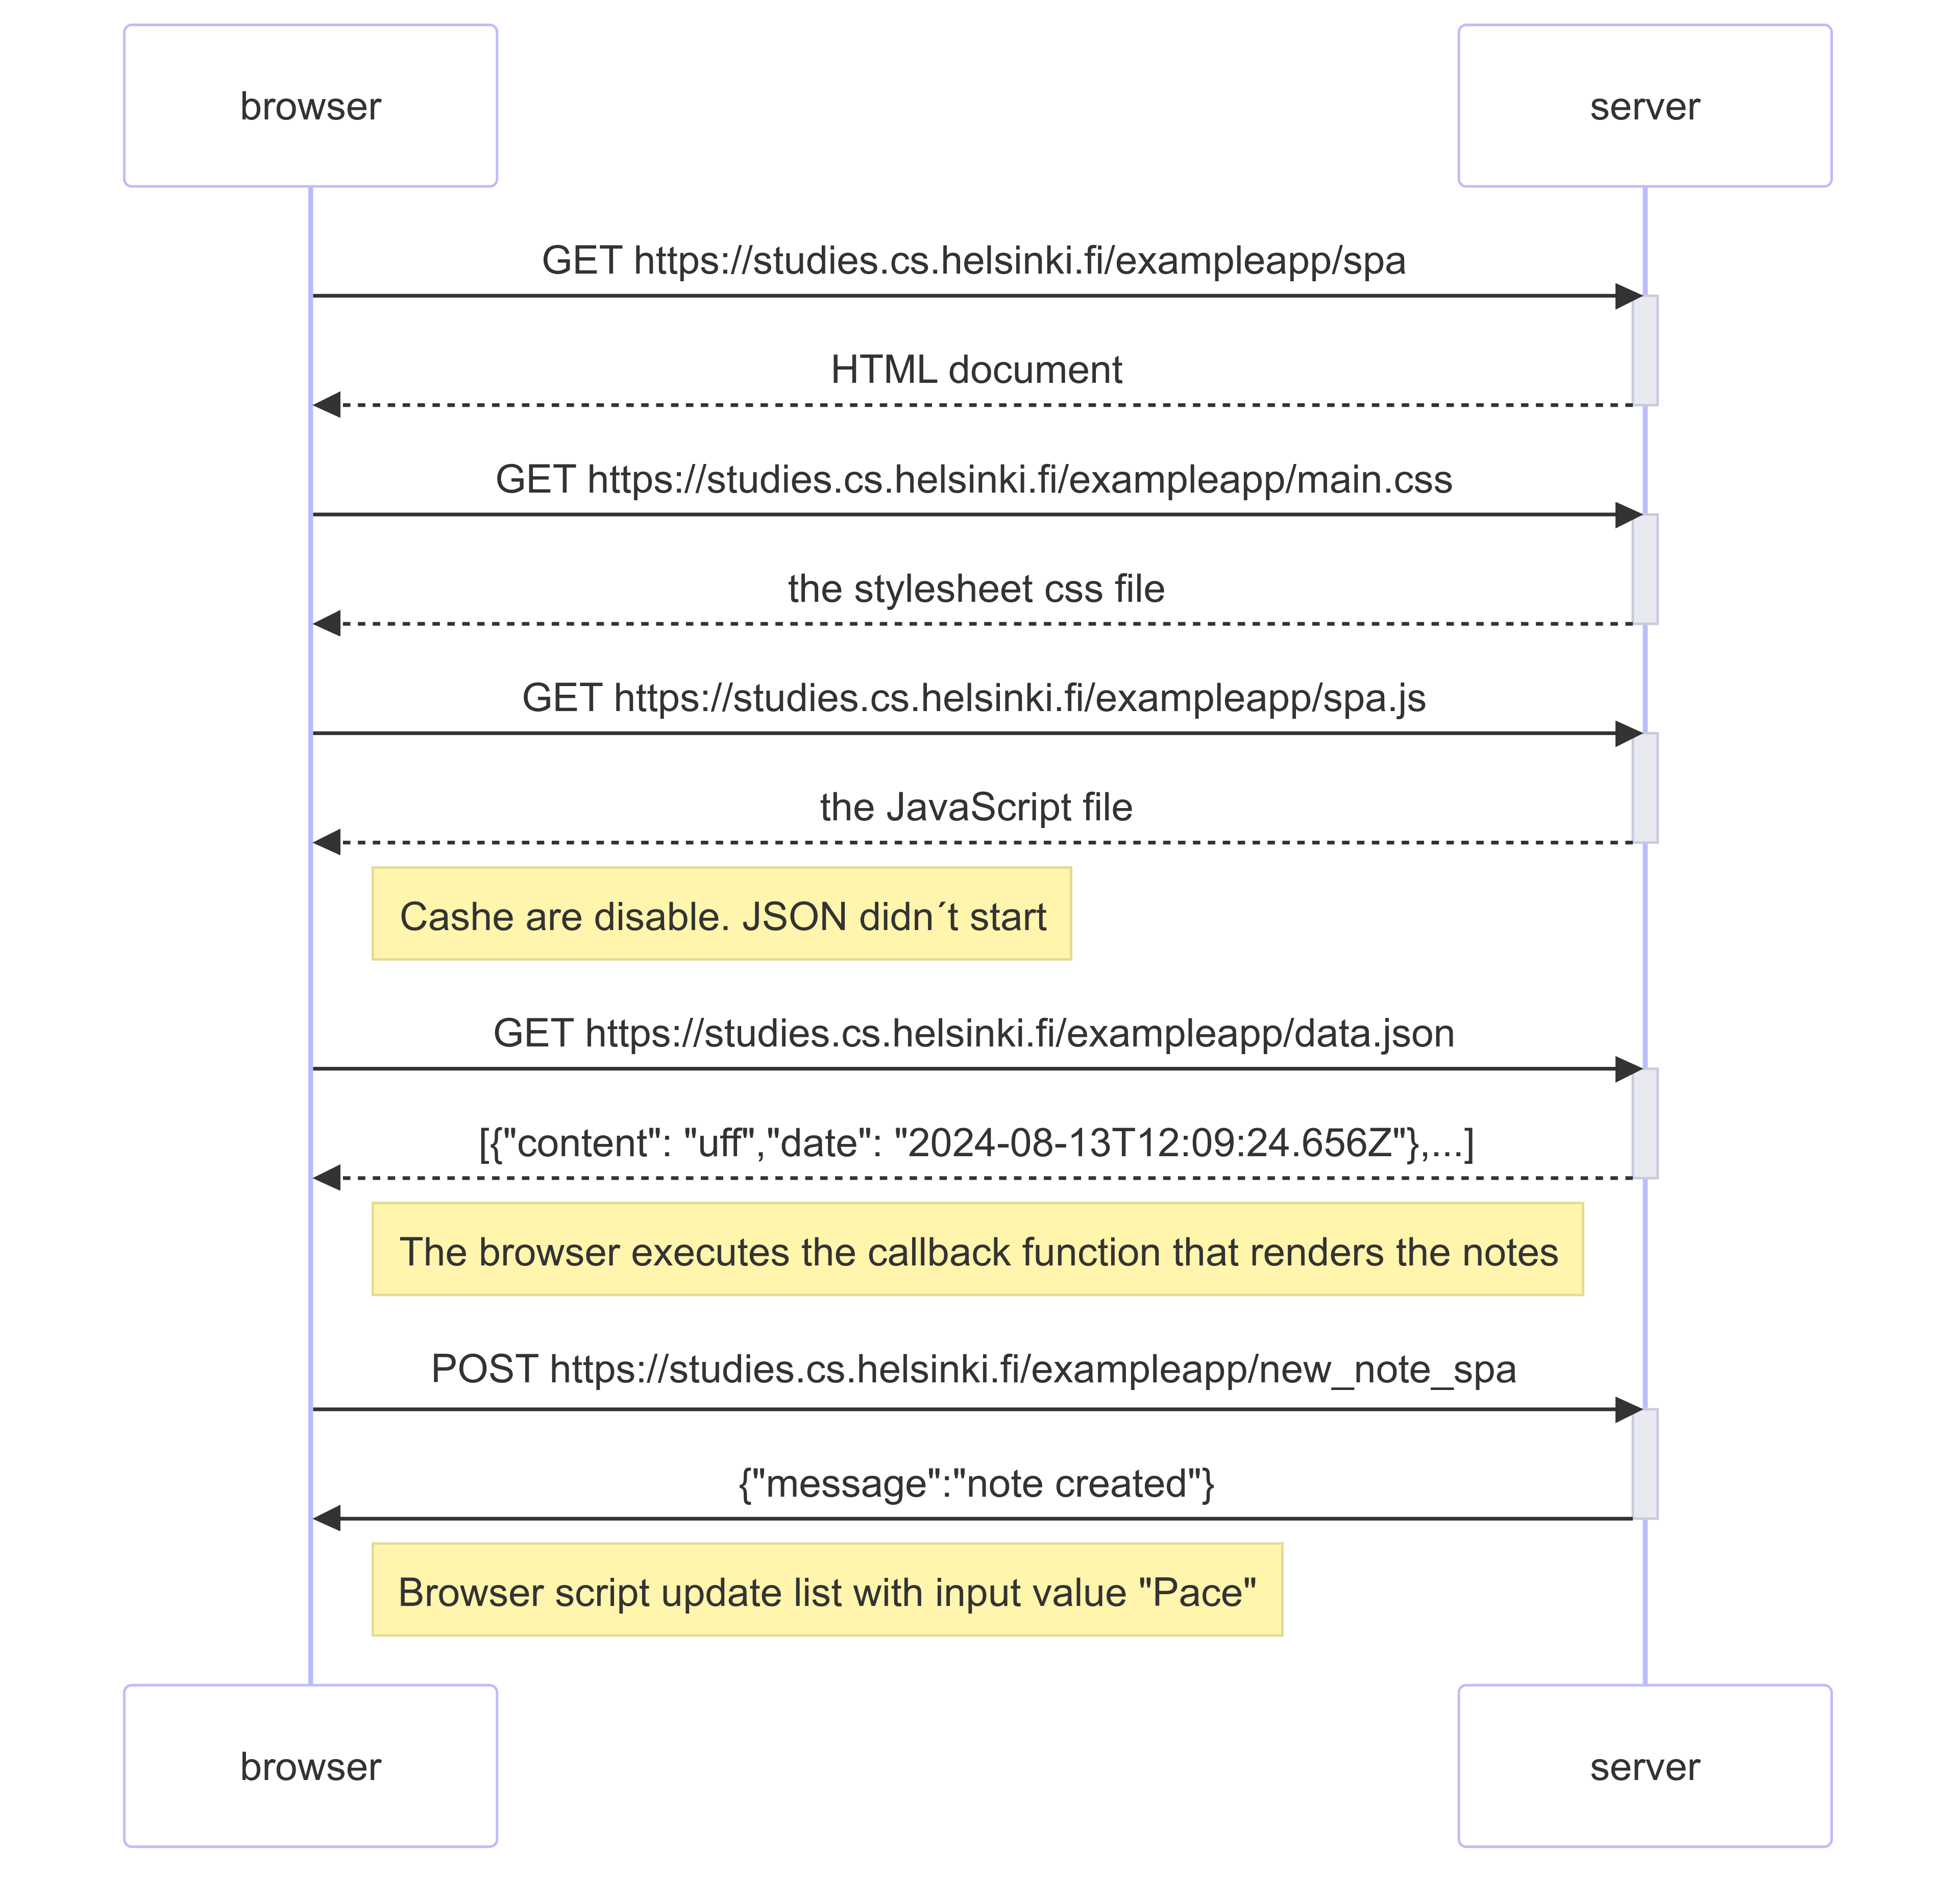 browser
server
GET https://studies.cs.helsinki.fi/exampleapp/spa
HTML document
GET https://studies.cs.helsinki.fi/exampleapp/main.css
the stylesheet css file
GET https://studies.cs.helsinki.fi/exampleapp/spa.js
the JavaScript file
Cashe are disable. JSON didn´t start
GET https://studies.cs.helsinki.fi/exampleapp/data.json
[{"content": "uff","date": "2024-08-13T12:09:24.656Z"},...]
The browser executes the callback function that renders the notes
POST https://studies.cs.helsinki.fi/exampleapp/new_note_spa
{"message":"note created"}
Browser script update list with input value "Pace"
browser
server